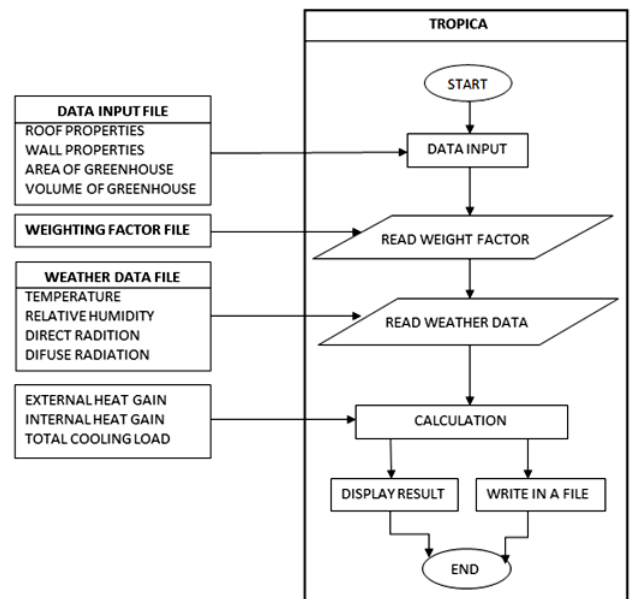 TROPICA
START
DATA INPUT FILE
ROOF PROPERTIES
WALL PROPERTIES
AREA OF GREENHOUSE
VOLUME OF GREENHOUSE
DATA INPUT
WEIGHTING FACTOR FILE
READ WEIGHT FACTOR
WEATHER DATA FILE
TEMPERATURE
RELATIVE HUMIDITY
DIRECT RADITION
DIFUSE RADIATION
READ WEATHER DATA
EXTERNAL HEAT GAIN
INTERNAL HEAT GAIN
TOTAL COOLING LOAD
CALCULATION
DISPLAY RESULT
WRITE IN A FILE
END